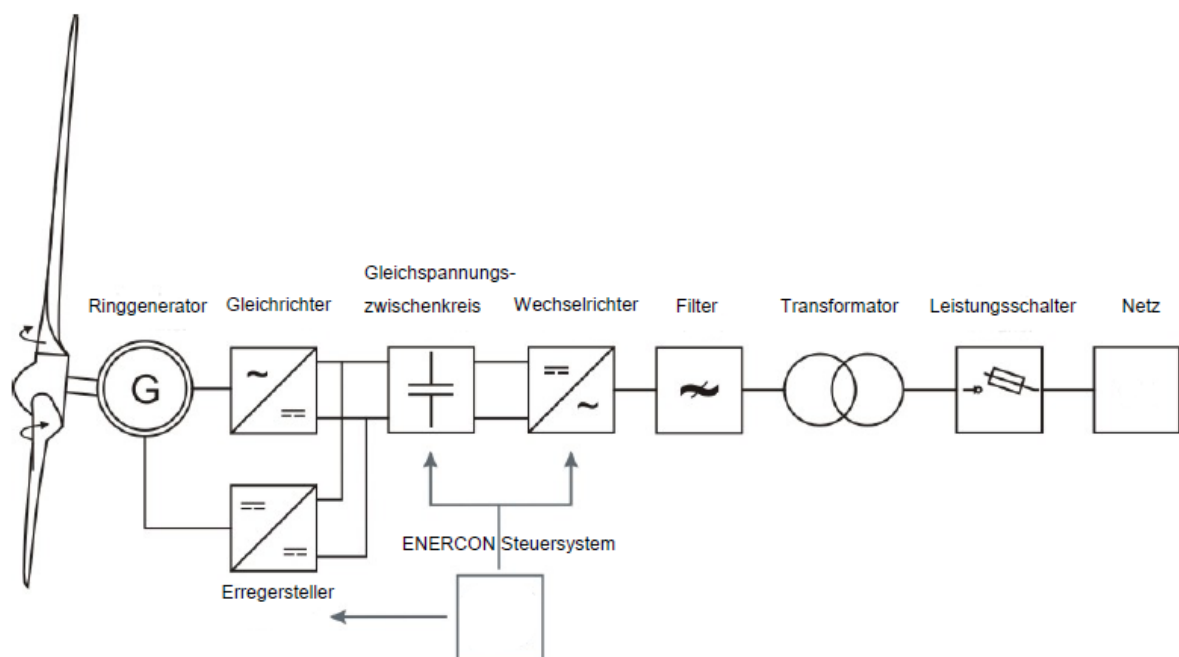 Gleichspannungs-
Ringgenerator Gleichrichter zwischenkreis Wechselrichter Filter Transformator Leistungsschalter Netz
G
ENERCON Steuersystem
Erregersteller